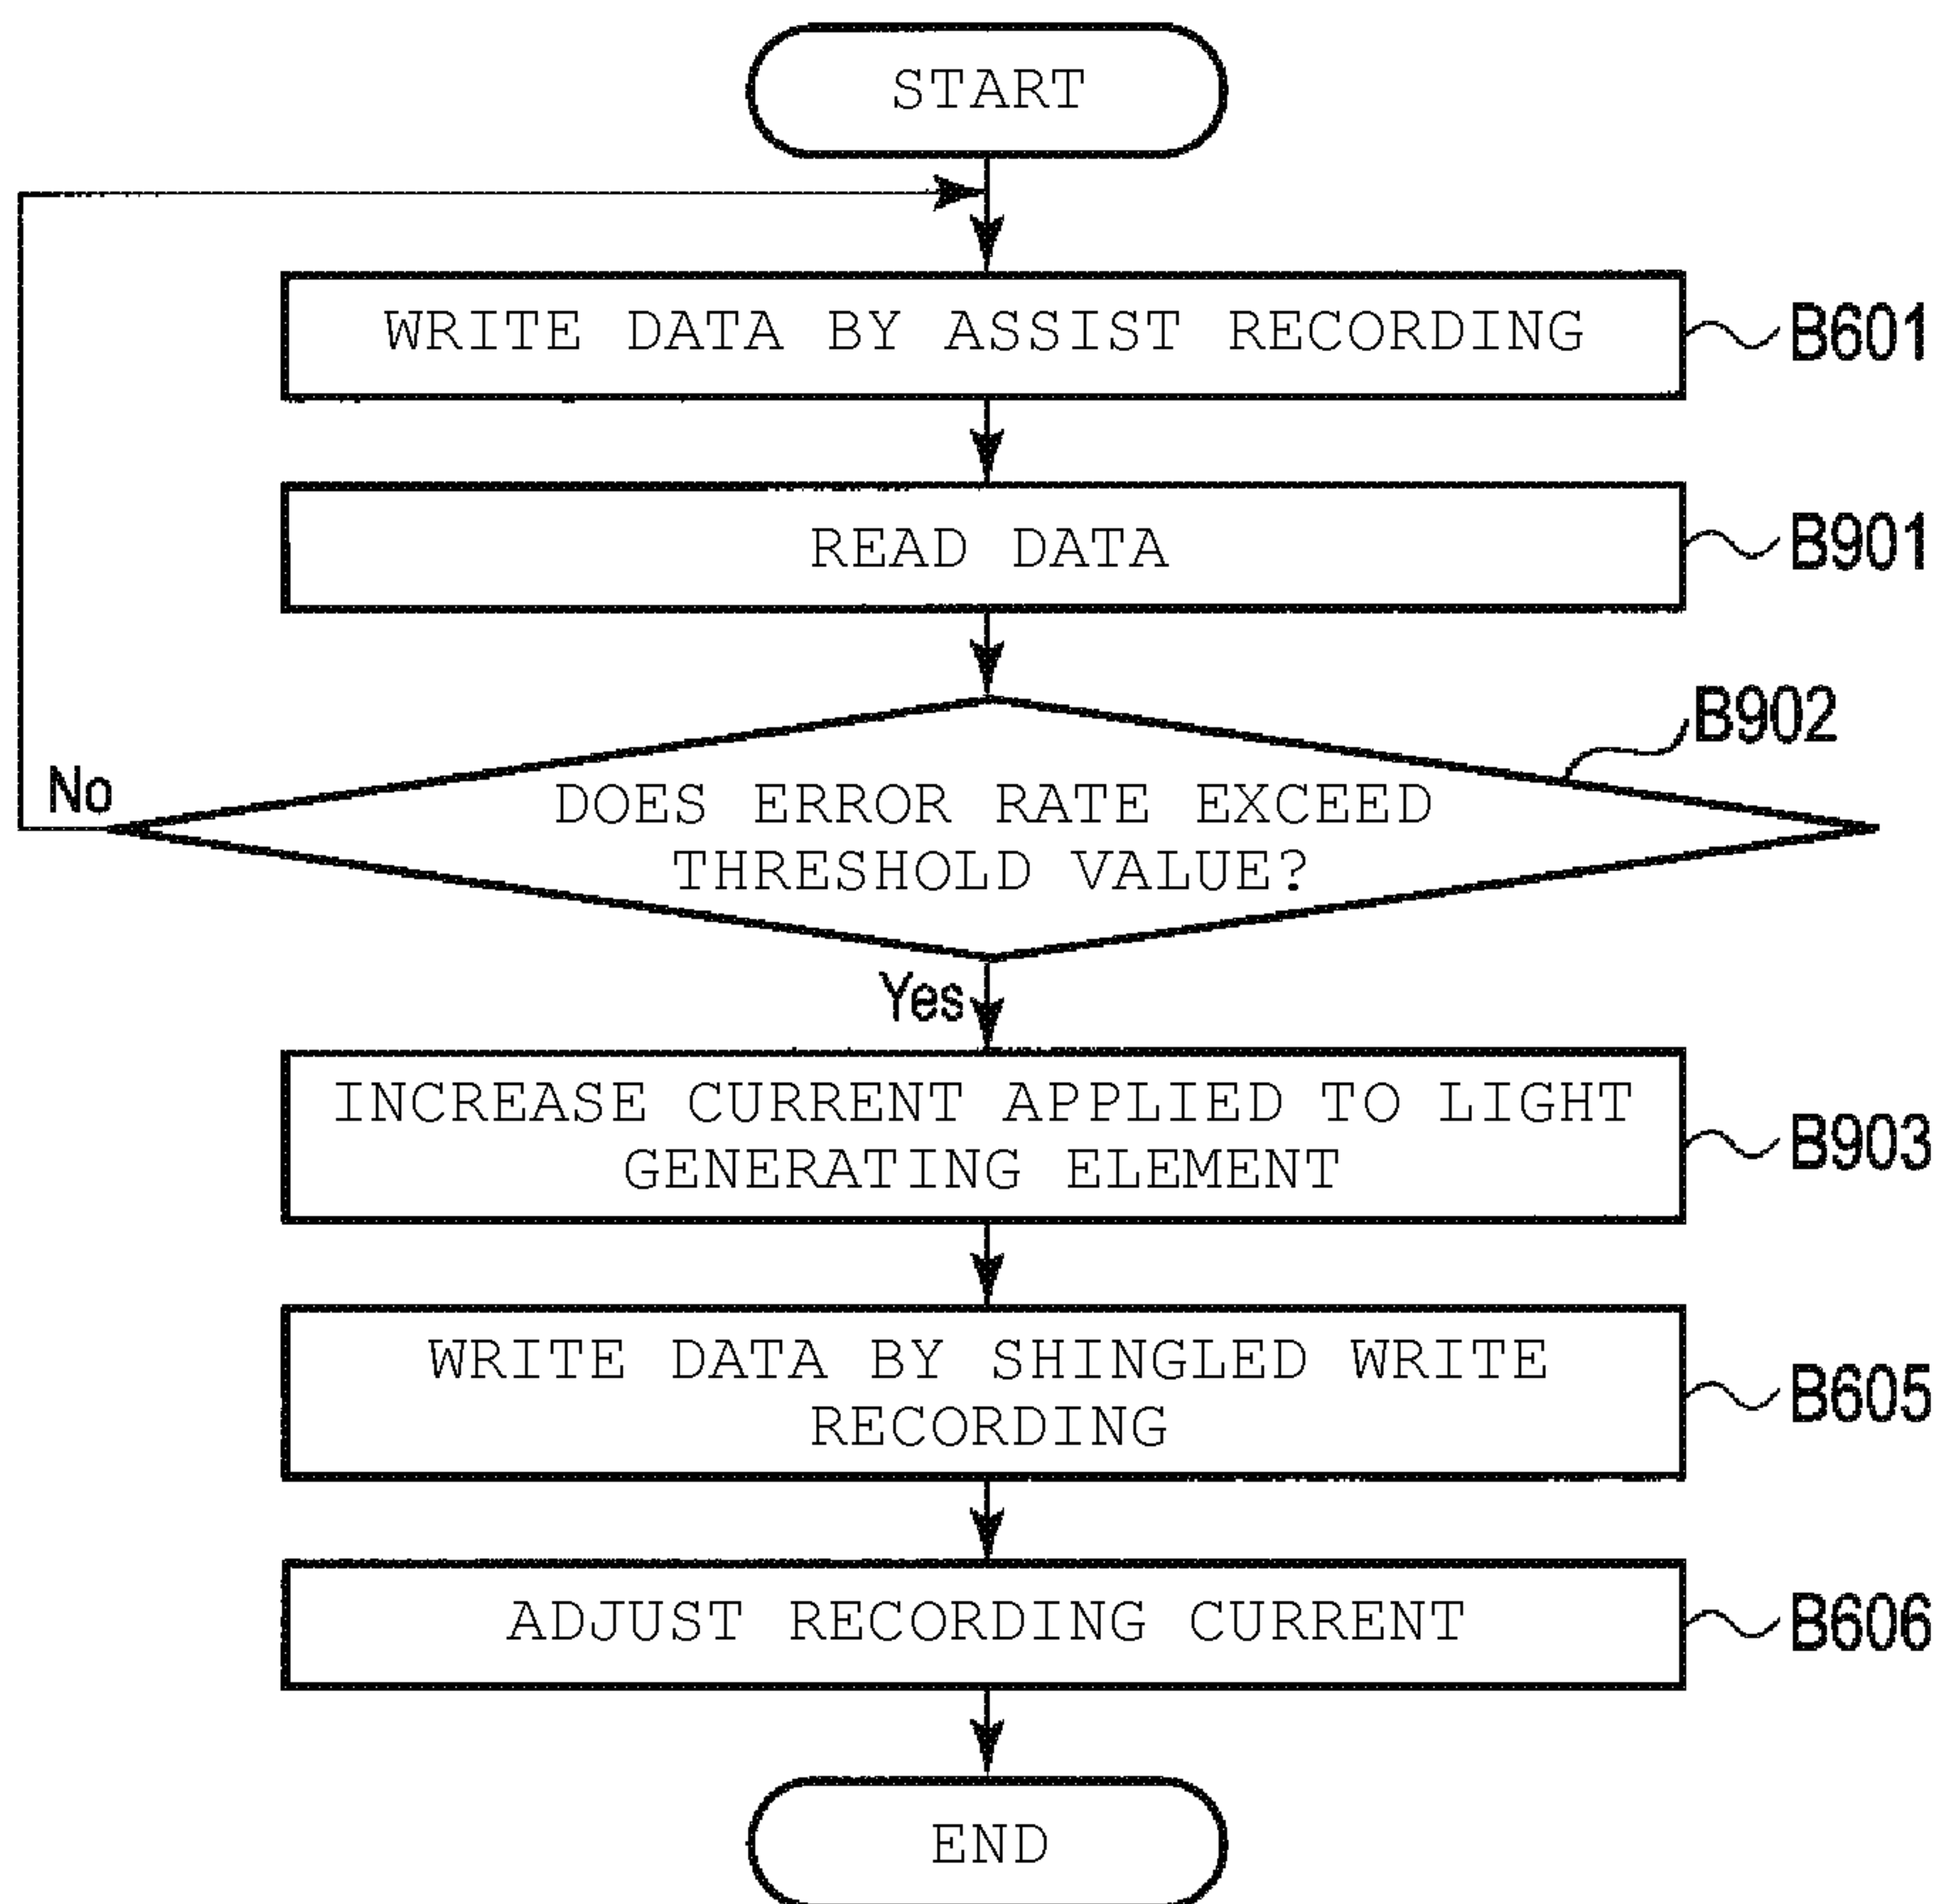 START
WRITE DATA BY ASSIST RECORDING
B601
READ DATA
B901
B902
No
DOES ERROR RATE EXCEED
THRESHOLD VALUE?
Yes
INCREASE CURRENT APPLIED TO LIGHT
GENERATING ELEMENT
B903
WRITE DATA BY SHINGLED WRITE
RECORDING
B605
ADJUST RECORDING CURRENT
B606
END